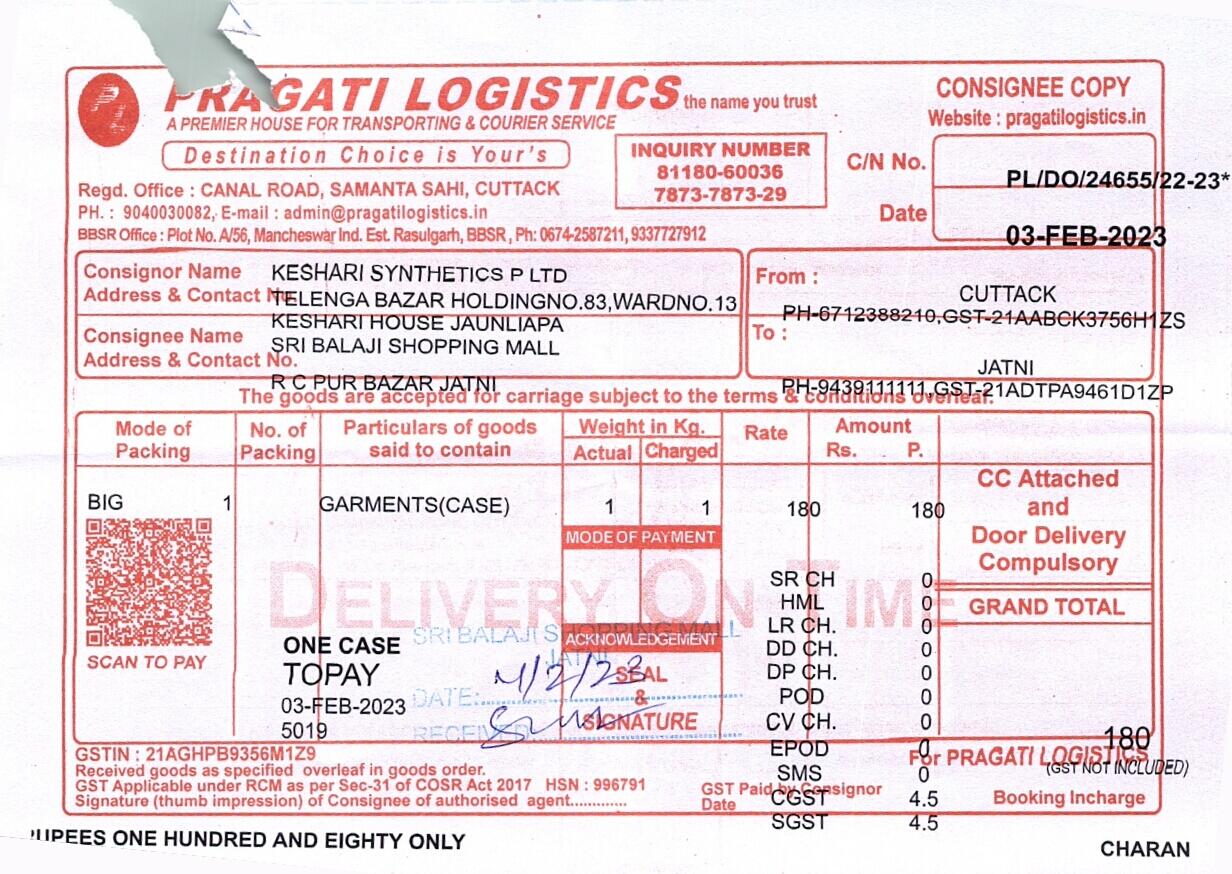 PRAGATI LOGISTICS the name you trust
A PREMIER HOUSE FOR TRANSPORTING & COURIER SERVICE
Destination Choice is Your's
Regd. Office : CANAL ROAD, SAMANTA SAHI, CUTTACK
PH. : 9040030082, E-mail : admin@pragatilogistics.in
BBSR Office : Plot No. A/56, Mancheswar Ind. Est. Rasulgarh, BBSR , Ph: 0674-2587211, 9337727912
INQUIRY NUMBER
81180-60036
7873-7873-29
CONSIGNEE COPY
Website : pragatilogistics.in
C/N No. PL/DO/24655/22-23*
Date 03-FEB-2023
Consignor Name KESHARI SYNTHETICS P LTD
Address & Contact No TELENGA BAZAR HOLDINGNO.83,WARDNO.13
KESHARI HOUSE JAUNLIAPA
Consignee Name SRI BALAJI SHOPPING MALL
Address & Contact No.
R C PUR BAZAR JATNI
From : CUTTACK
PH-6712388210,GST-21AABCK3756H1ZS
To : JATNI
PH-9439111111,GST-21ADTPA9461D1ZP
The goods are accepted for carriage subject to the terms & conditions overleaf.
Mode of Packing No. of Packing Particulars of goods said to contain Weight in Kg. Actual Charged Rate Amount Rs. P.
BIG 1 GARMENTS(CASE) 1 1 180 180
CC Attached
and
Door Delivery
Compulsory
GRAND TOTAL
MODE OF PAYMENT
DELIVERY ON TIME
SCAN TO PAY
ONE CASE
TOPAY
03-FEB-2023
5019
SRI BALAJI SHOPPING MALL
JATNI
DATE: 4/2/23
RECEIVED
ACKNOWLEDGEMENT
SEAL
&
SIGNATURE
SR CH 0
HML 0
LR CH. 0
DD CH. 0
DP CH. 0
POD 0
CV CH. 0
EPOD 0
SMS 0
CGST 4.5
SGST 4.5
180
(GST NOT INCLUDED)
For PRAGATI LOGISTICS
Booking Incharge
GSTIN : 21AGHPB9356M1Z9
Received goods as specified overleaf in goods order.
GST Applicable under RCM as per Sec-31 of COSR Act 2017 HSN : 996791
Signature (thumb impression) of Consignee of authorised agent.............
GST Paid by Consignor
Date
RUPEES ONE HUNDRED AND EIGHTY ONLY
CHARAN